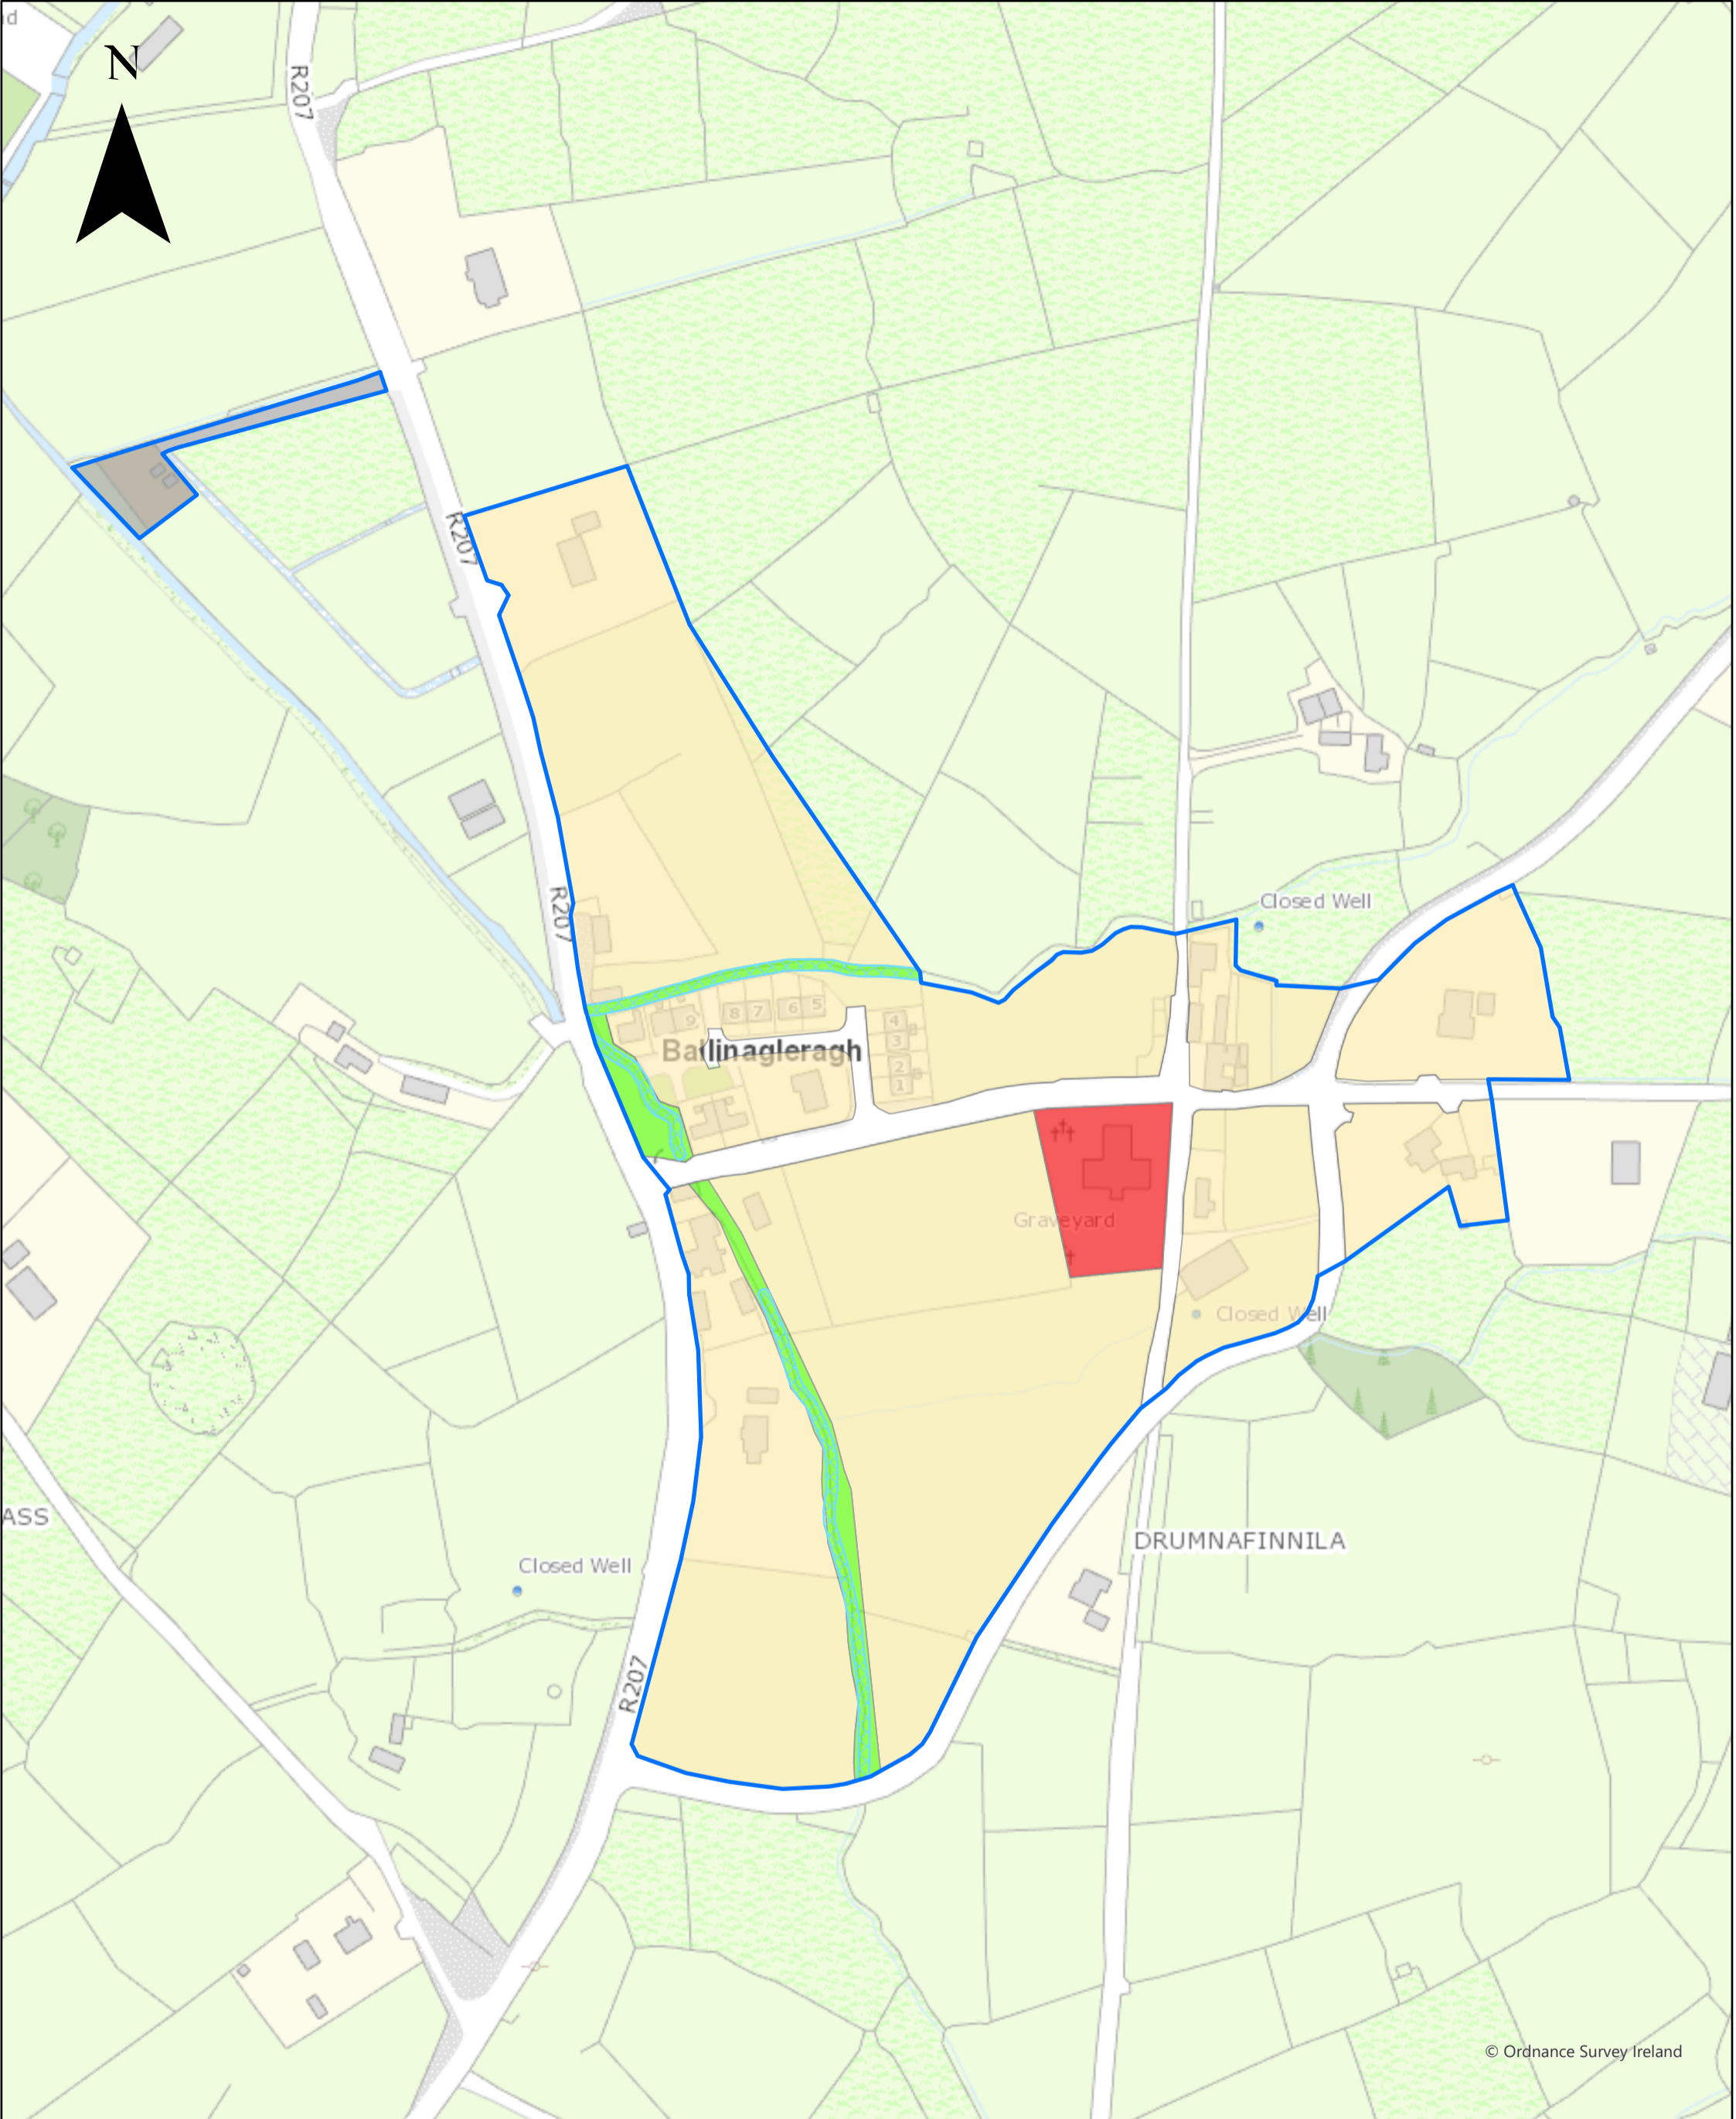 d
N
R207
R207
R207
Closed Well
9 8 7 6 5
4
3
2
1
Ballinagleragh
Graveyard
Closed Well
ASS
DRUMNAFINNILA
Closed Well
R207
© Ordnance Survey Ireland